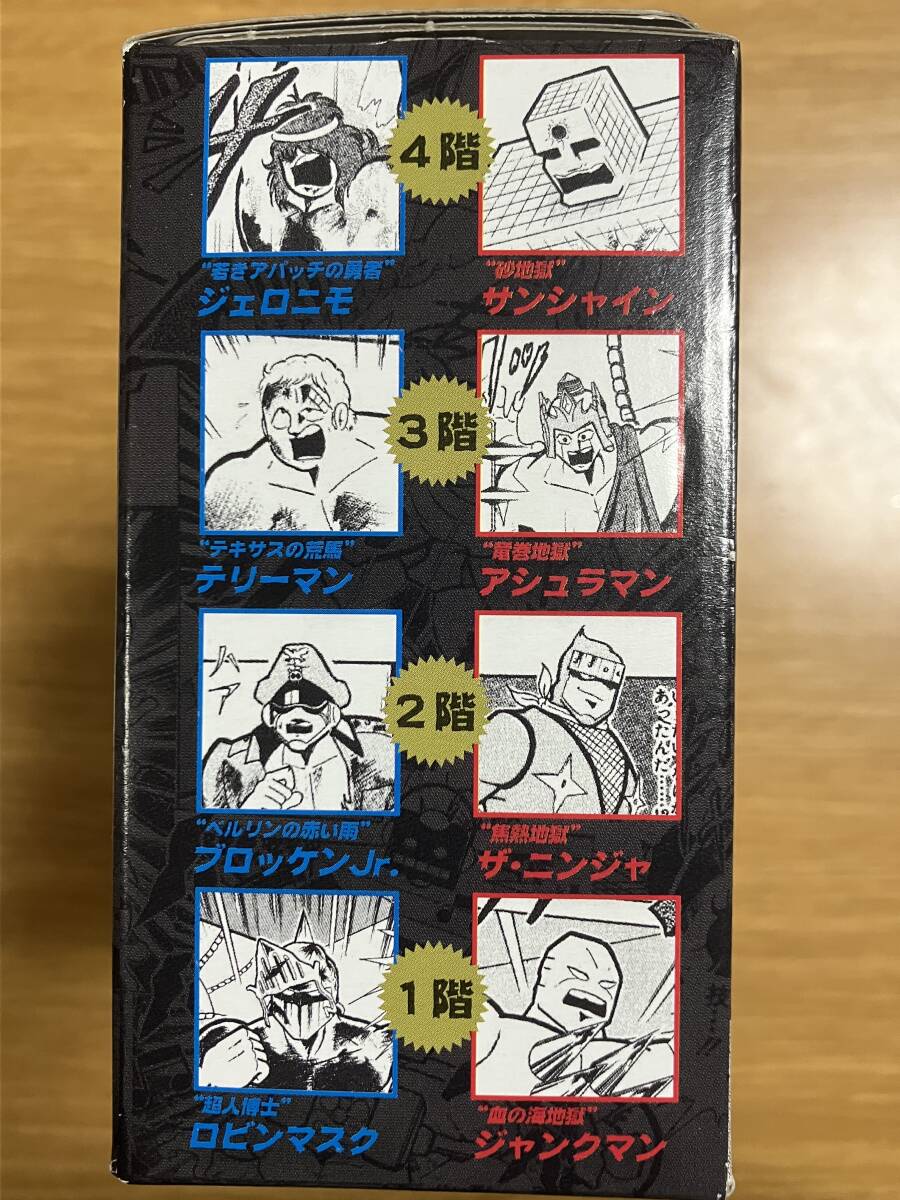 4階
“若きアパッチの勇者”
ジェロニモ
“砂地獄”
サンシャイン
3階
“テキサスの荒馬”
テリーマン
“竜巻地獄”
アシュラマン
2階
ハァ
あったんだ……!?
“ベルリンの赤い雨”
ブロッケンJr.
“焦熱地獄”
ザ・ニンジャ
1階
“超人博士”
ロビンマスク
“血の海地獄”
ジャンクマン
技…!!